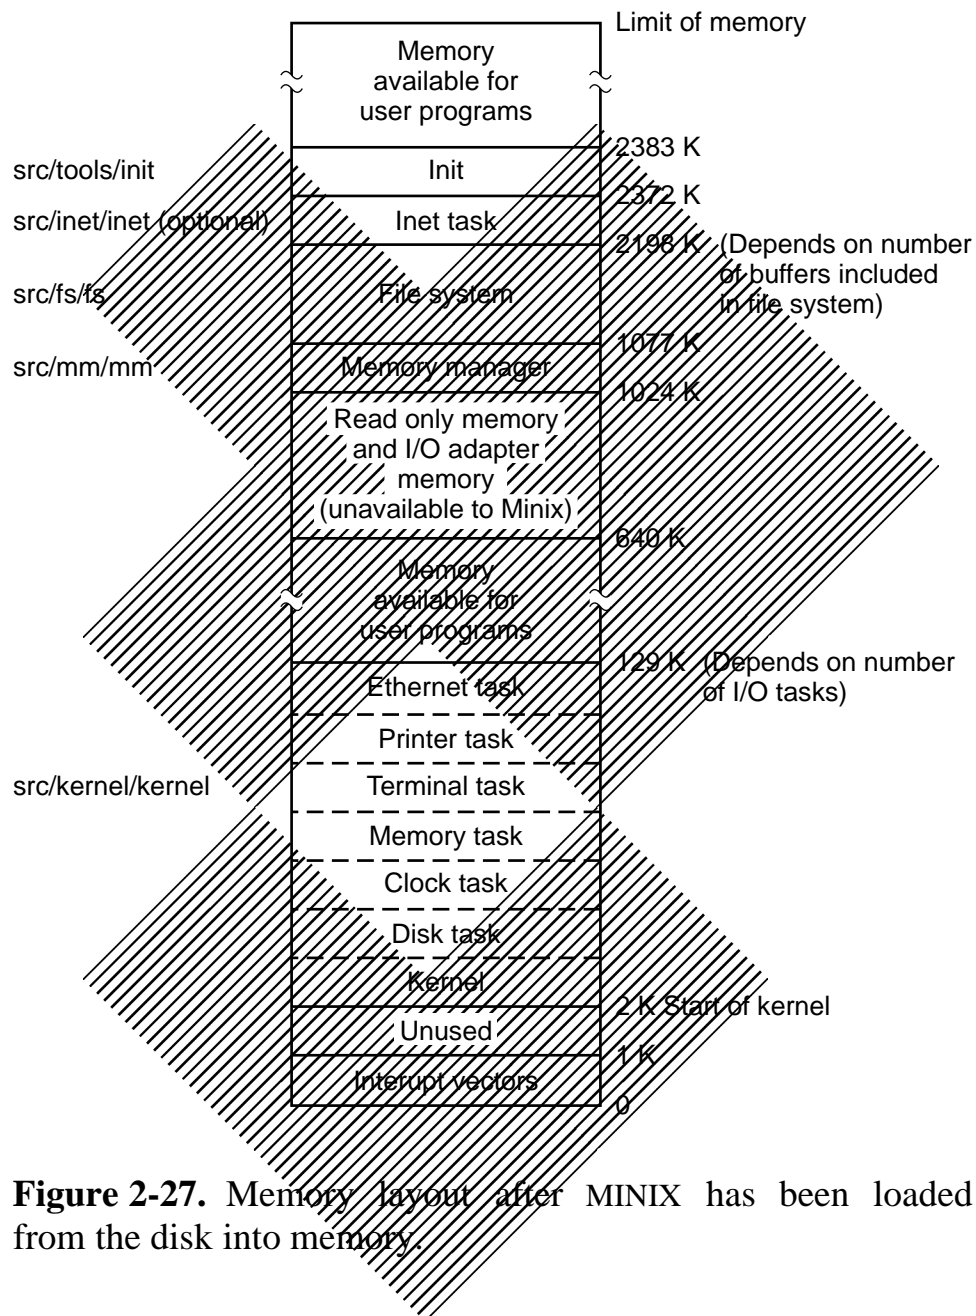 Limit of memory
Memory
available for
user programs
2383 K
src/tools/init
Init
2372 K
src/inet/inet (optional)
Inet task
2198 K (Depends on number
of buffers included
in file system)
src/fs/fs
File system
1077 K
src/mm/mm
Memory manager
1024 K
Read only memory
and I/O adapter
memory
(unavailable to Minix)
640 K
Memory
available for
user programs
129 K (Depends on number
of I/O tasks)
Ethernet task
Printer task
src/kernel/kernel
Terminal task
Memory task
Clock task
Disk task
Kernel
2 K Start of kernel
Unused
1 K
Interupt vectors
0
Figure 2-27. Memory layout after MINIX has been loaded
from the disk into memory.